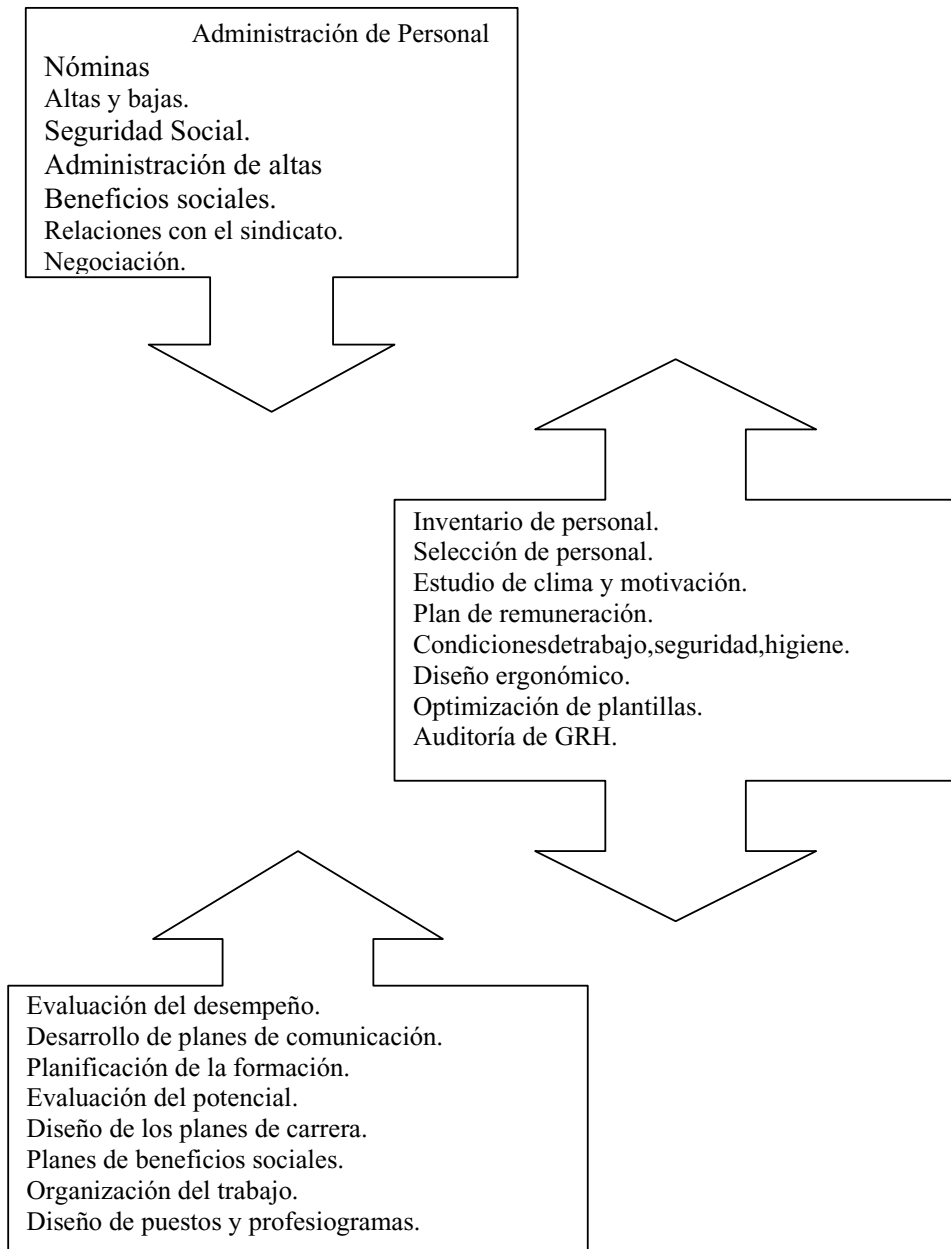 Administración de Personal
Nóminas
Altas y bajas.
Seguridad Social.
Administración de altas
Beneficios sociales.
Relaciones con el sindicato.
Negociación.
Inventario de personal.
Selección de personal.
Estudio de clima y motivación.
Plan de remuneración.
Condicionesdetrabajo,seguridad,higiene.
Diseño ergonómico.
Optimización de plantillas.
Auditoría de GRH.
Evaluación del desempeño.
Desarrollo de planes de comunicación.
Planificación de la formación.
Evaluación del potencial.
Diseño de los planes de carrera.
Planes de beneficios sociales.
Organización del trabajo.
Diseño de puestos y profesiogramas.